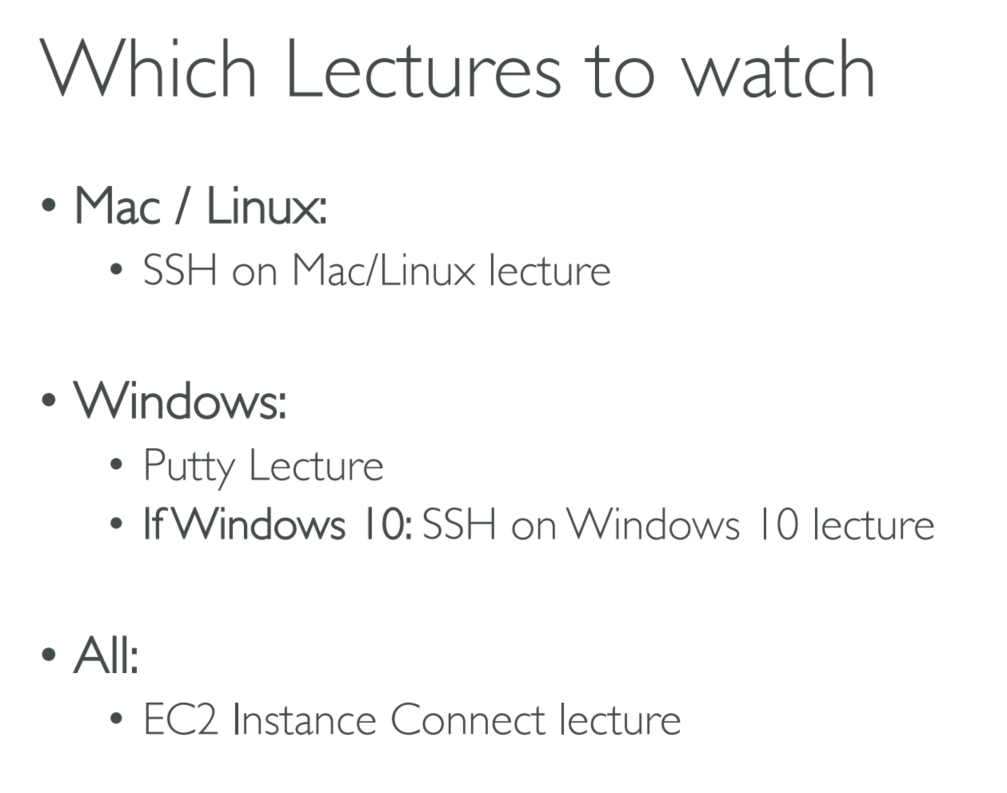 Which Lectures to watch
• Mac / Linux:
• SSH on Mac/Linux lecture
• Windows:
• Putty Lecture
• If Windows 10: SSH on Windows 10 lecture
• All:
• EC2 Instance Connect lecture